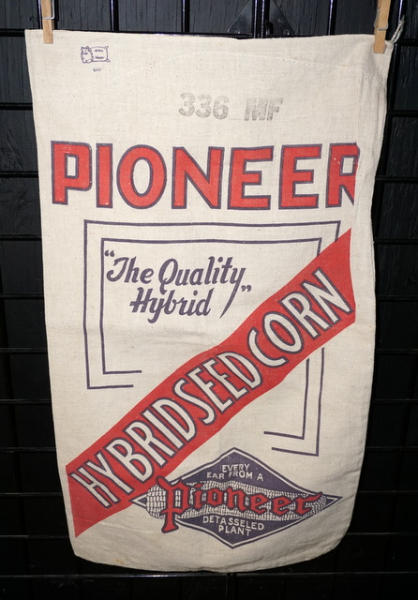 336 MF
PIONEER
"The Quality
Hybrid"
HYBRID SEED CORN
EVERY
EAR FROM A
Pioneer
DETASSELED
PLANT